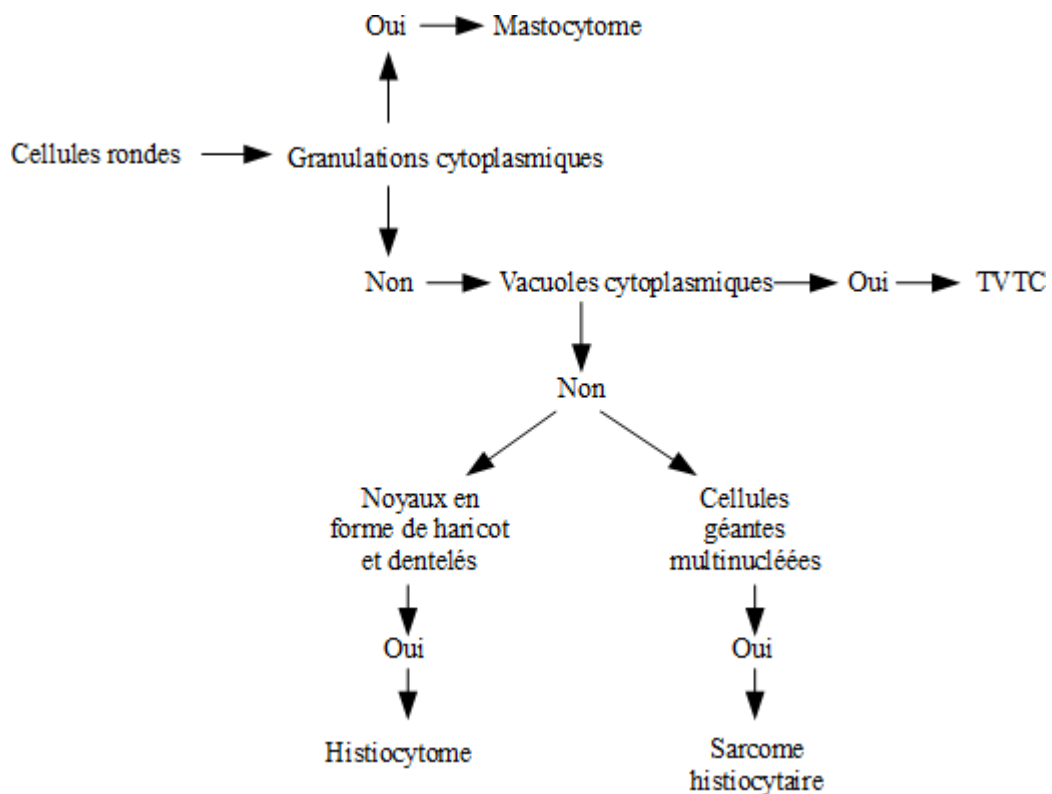 Oui Mastocytome
Cellules rondes Granulations cytoplasmiques
Non Vacuoles cytoplasmiques Oui TVTC
Non
Noyaux en
forme de haricot
et dentelés
Cellules
géantes
multinucléées
Oui
Oui
Histiocytome
Sarcome
histiocytaire